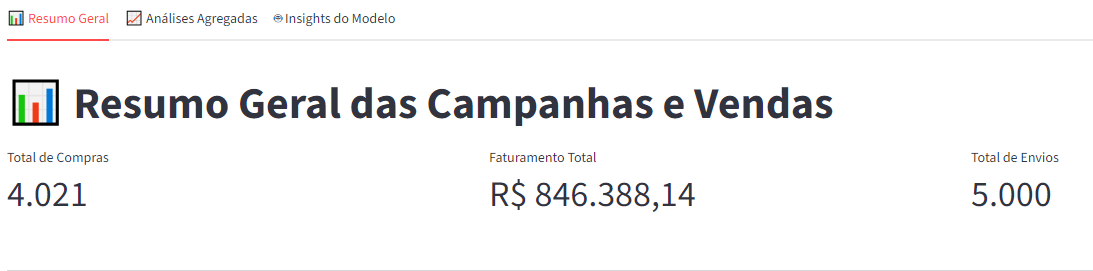 Resumo Geral Análises Agregadas Insights do Modelo
Resumo Geral das Campanhas e Vendas
Total de Compras Faturamento Total Total de Envios
4.021 R$ 846.388,14 5.000